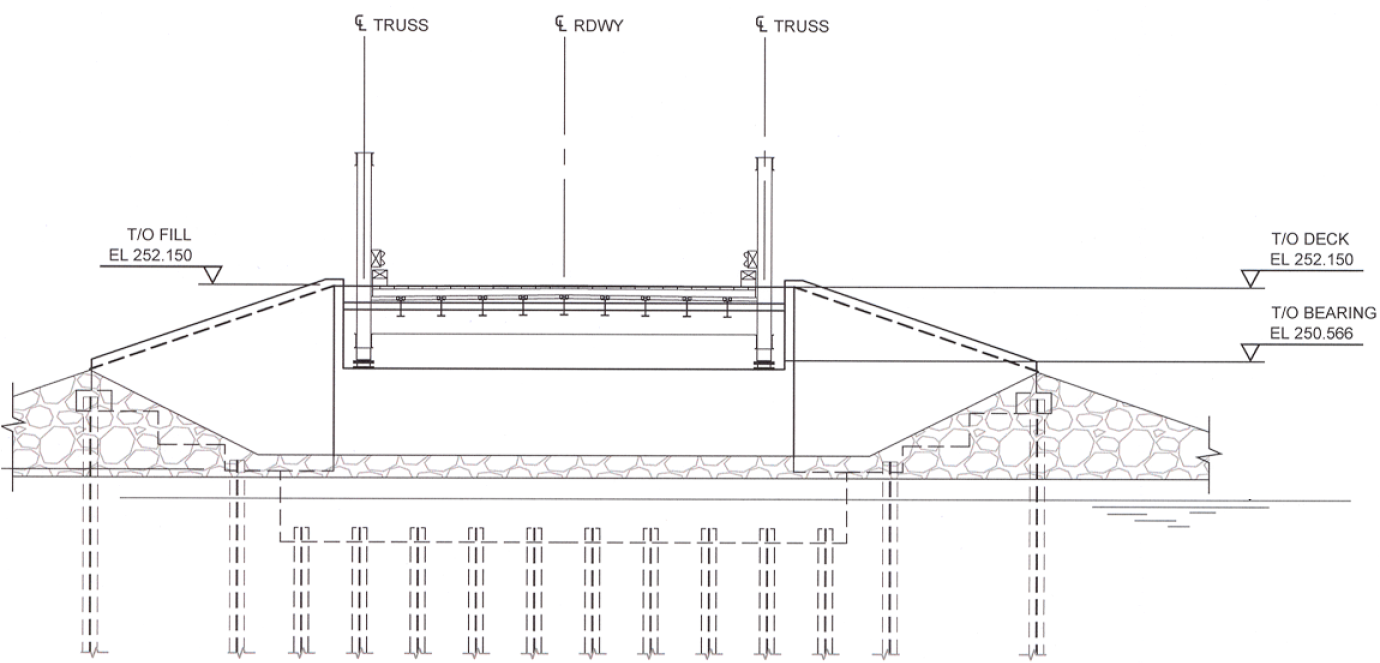 ℄ TRUSS
℄ RDWY
℄ TRUSS
T/O FILL
EL 252.150
T/O DECK
EL 252.150
T/O BEARING
EL 250.566